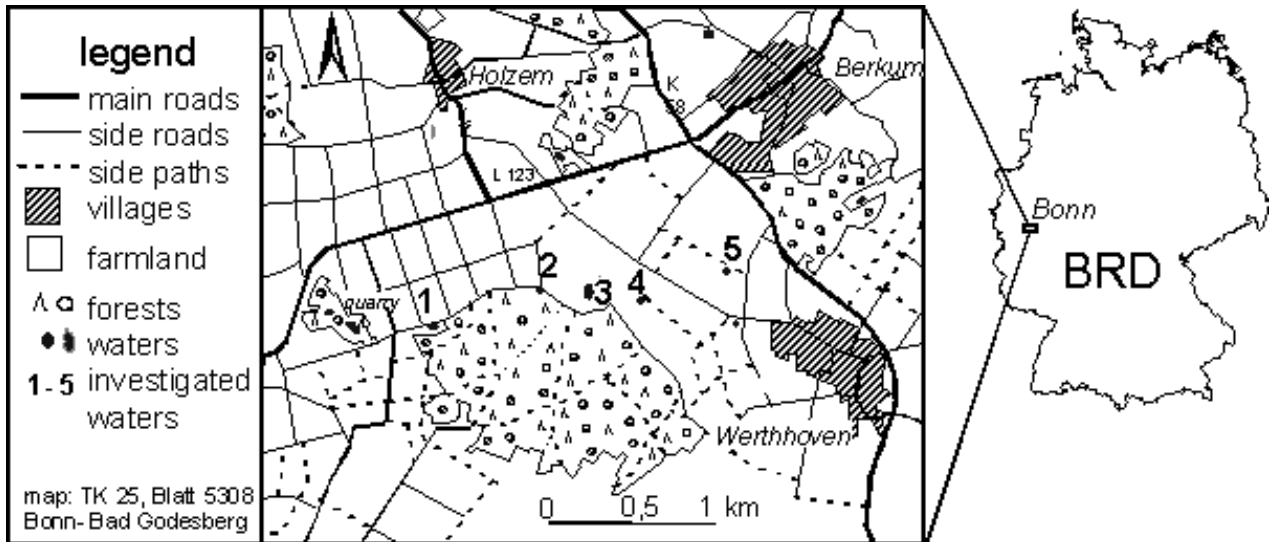 legend
main roads
side roads
side paths
villages
farmland
forests
waters
1-5 investigated
waters
map: TK 25, Blatt 5308
Bonn-Bad Godesberg
Holzem
Berkum
K
58
L 123
quarry
1
2
3
4
5
Werthhoven
0 0,5 1 km
Bonn
BRD